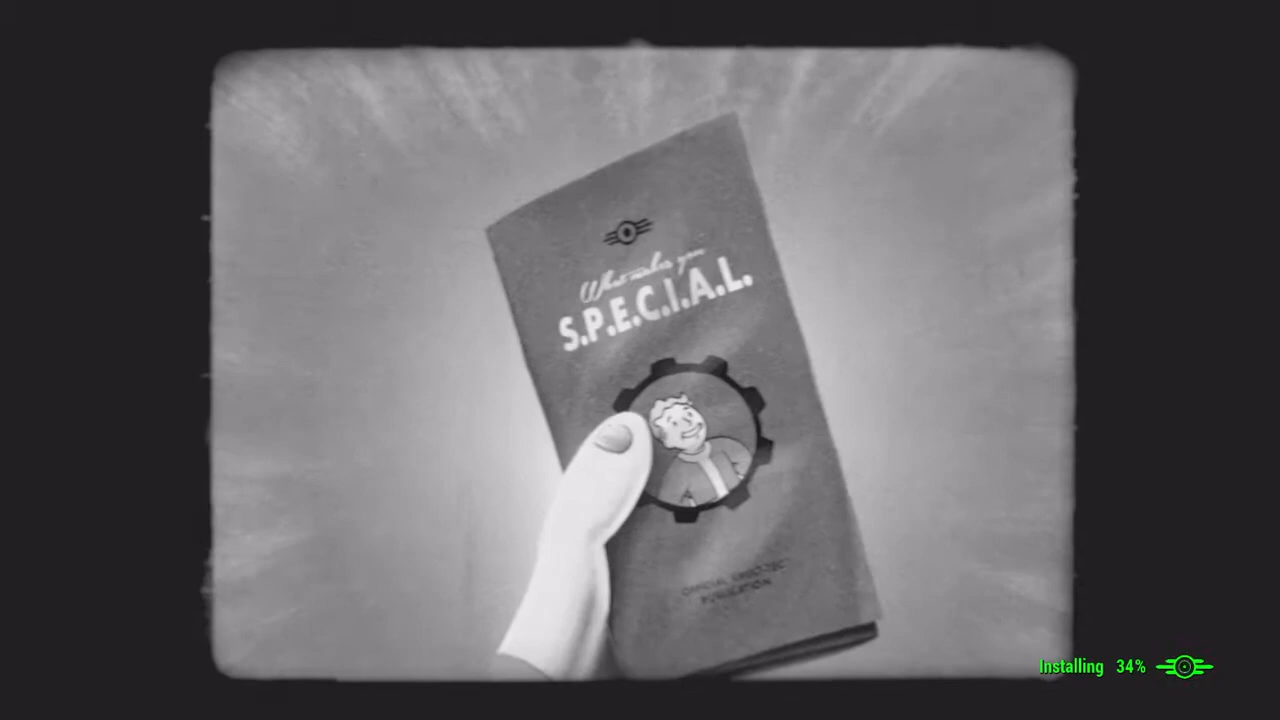 What makes you
S.P.E.C.I.A.L.
OFFICIAL VAULT-TEC
PUBLICATION
Installing 34%